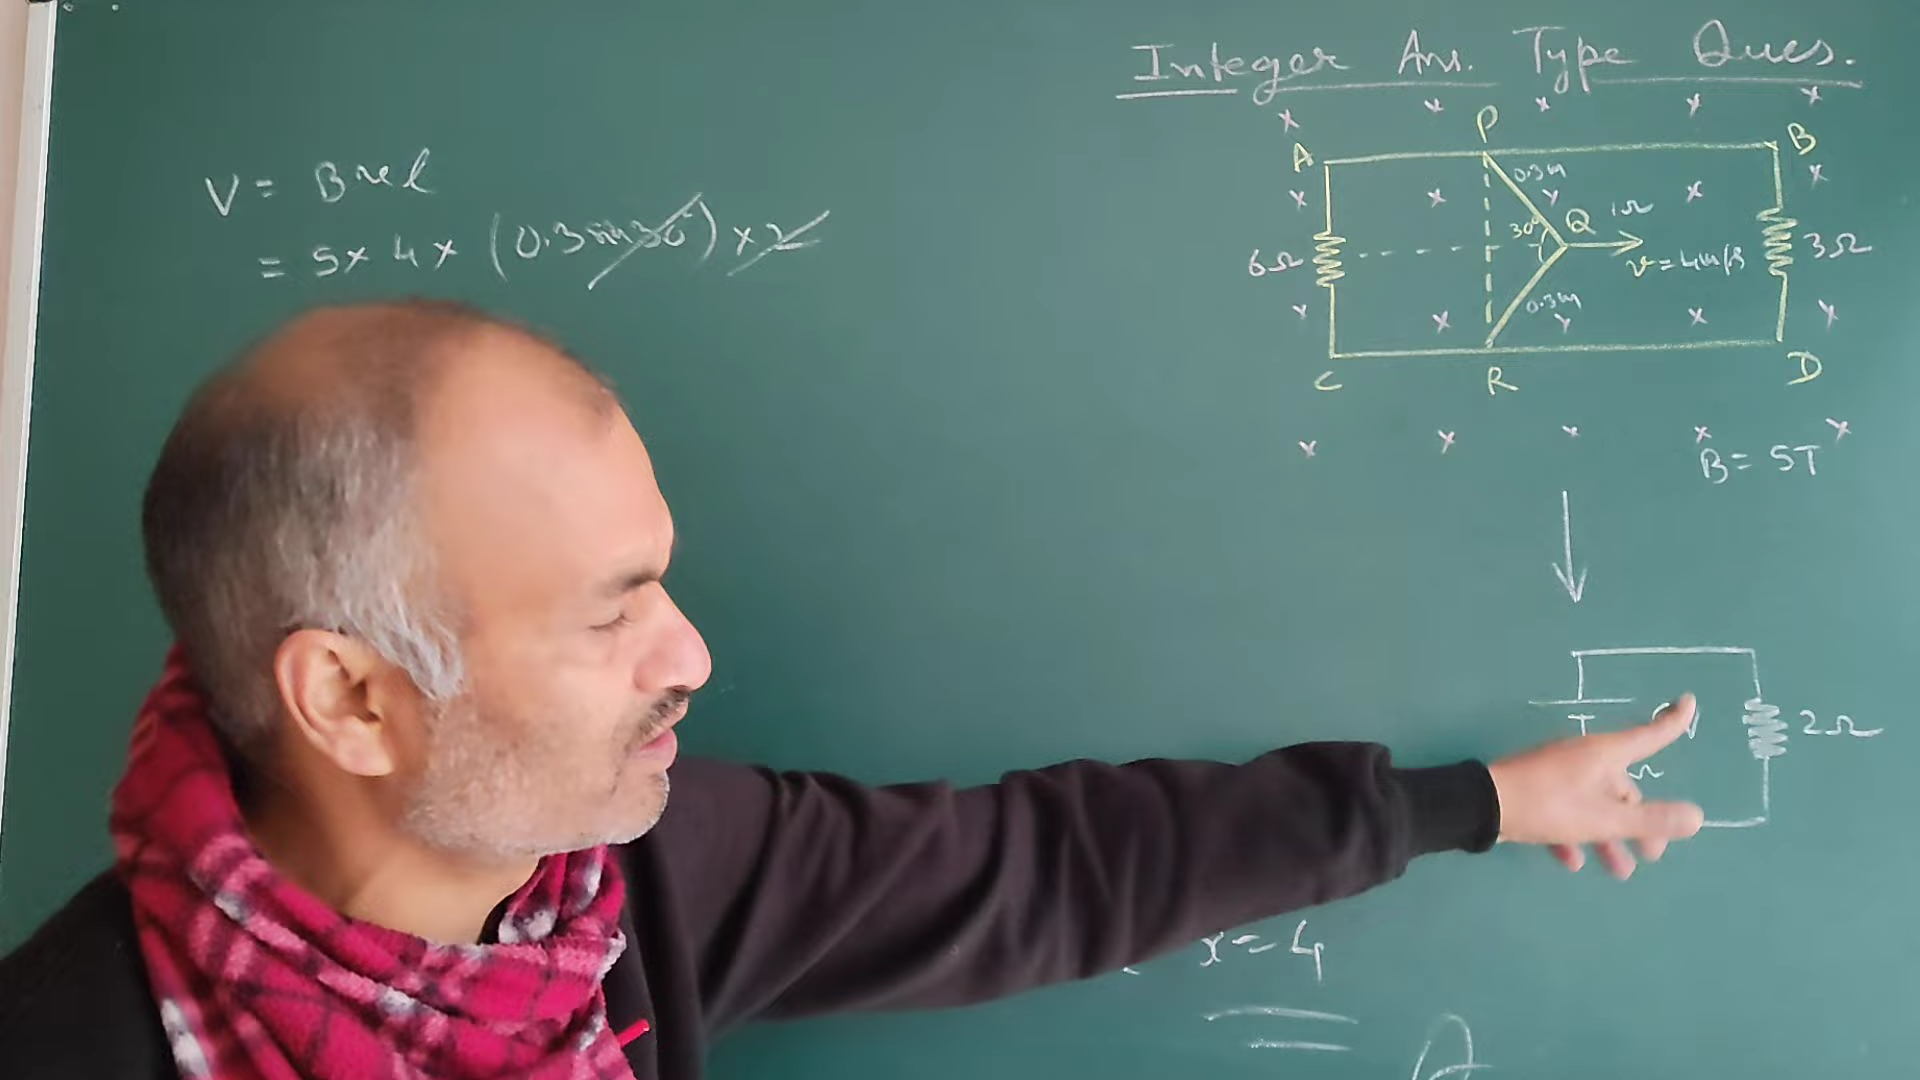 Integer Ans. Type Ques.
V = Bvel
= 5 x 4 x (0.3 sin 30°) x 2
P
A
B
0.3m
30°
Q
1Ω
6Ω
v = 4m/s
3Ω
0.3m
C
R
D
B = 5T
2Ω
x = 4